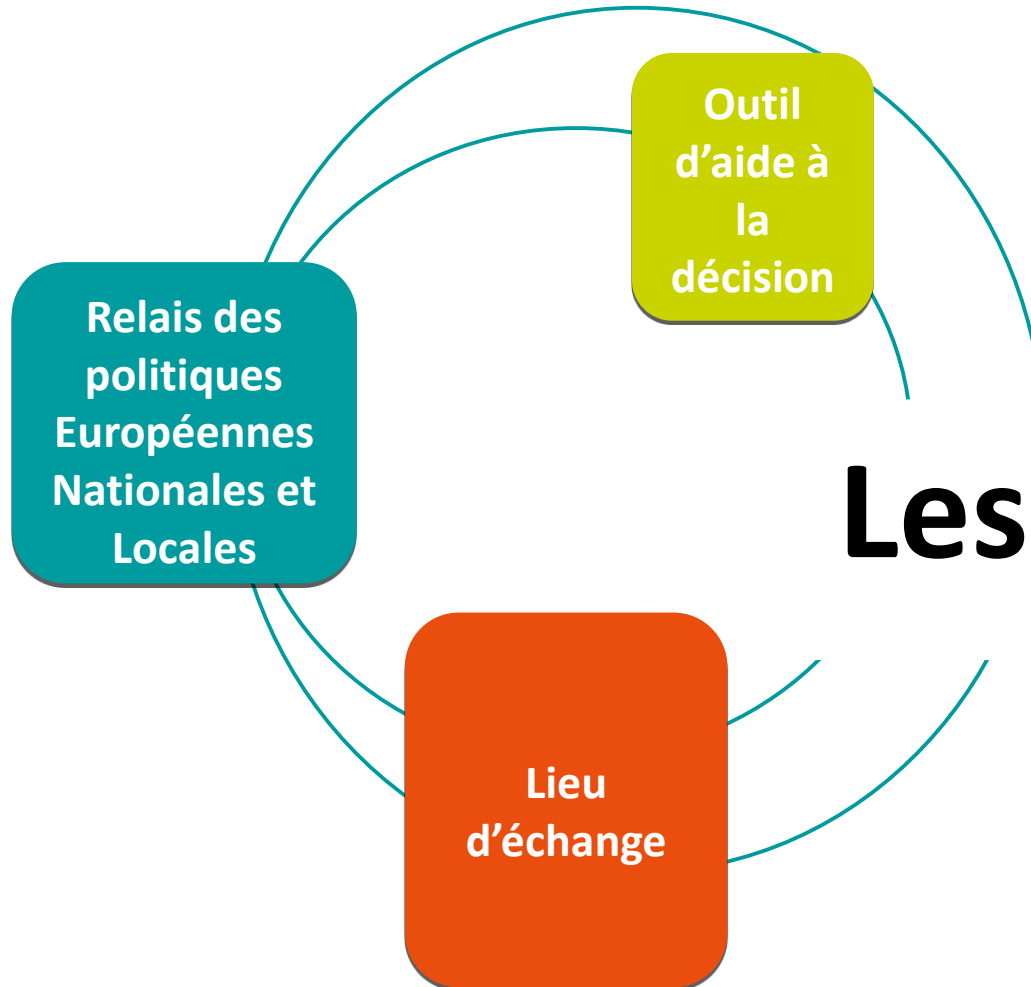 Outil
d’aide à
la
décision
Relais des
politiques
Européennes
Nationales et
Locales
Les
Lieu
d’échange